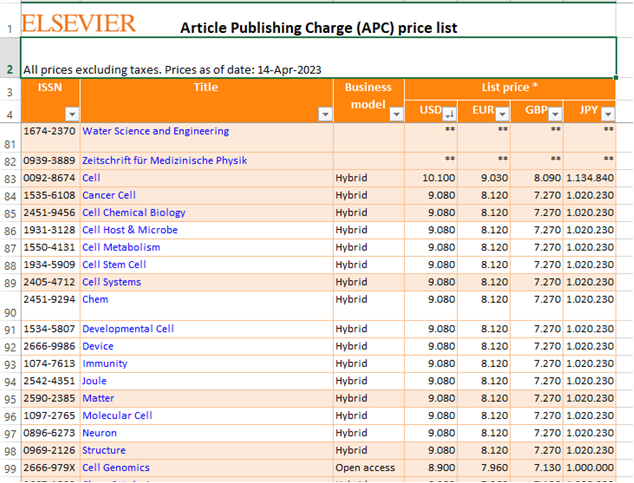 1 ELSEVIER Article Publishing Charge (APC) price list
2 All prices excluding taxes. Prices as of date: 14-Apr-2023
3 ISSN Title Business model List price *
4 USD EUR GBP JPY
81 1674-2370 Water Science and Engineering ** ** ** **
82 0939-3889 Zeitschrift für Medizinische Physik ** ** ** **
83 0092-8674 Cell Hybrid 10.100 9.030 8.090 1.134.840
84 1535-6108 Cancer Cell Hybrid 9.080 8.120 7.270 1.020.230
85 2451-9456 Cell Chemical Biology Hybrid 9.080 8.120 7.270 1.020.230
86 1931-3128 Cell Host & Microbe Hybrid 9.080 8.120 7.270 1.020.230
87 1550-4131 Cell Metabolism Hybrid 9.080 8.120 7.270 1.020.230
88 1934-5909 Cell Stem Cell Hybrid 9.080 8.120 7.270 1.020.230
89 2405-4712 Cell Systems Hybrid 9.080 8.120 7.270 1.020.230
90 2451-9294 Chem Hybrid 9.080 8.120 7.270 1.020.230
91 1534-5807 Developmental Cell Hybrid 9.080 8.120 7.270 1.020.230
92 2666-9986 Device Hybrid 9.080 8.120 7.270 1.020.230
93 1074-7613 Immunity Hybrid 9.080 8.120 7.270 1.020.230
94 2542-4351 Joule Hybrid 9.080 8.120 7.270 1.020.230
95 2590-2385 Matter Hybrid 9.080 8.120 7.270 1.020.230
96 1097-2765 Molecular Cell Hybrid 9.080 8.120 7.270 1.020.230
97 0896-6273 Neuron Hybrid 9.080 8.120 7.270 1.020.230
98 0969-2126 Structure Hybrid 9.080 8.120 7.270 1.020.230
99 2666-979X Cell Genomics Open access 8.900 7.960 7.130 1.000.000